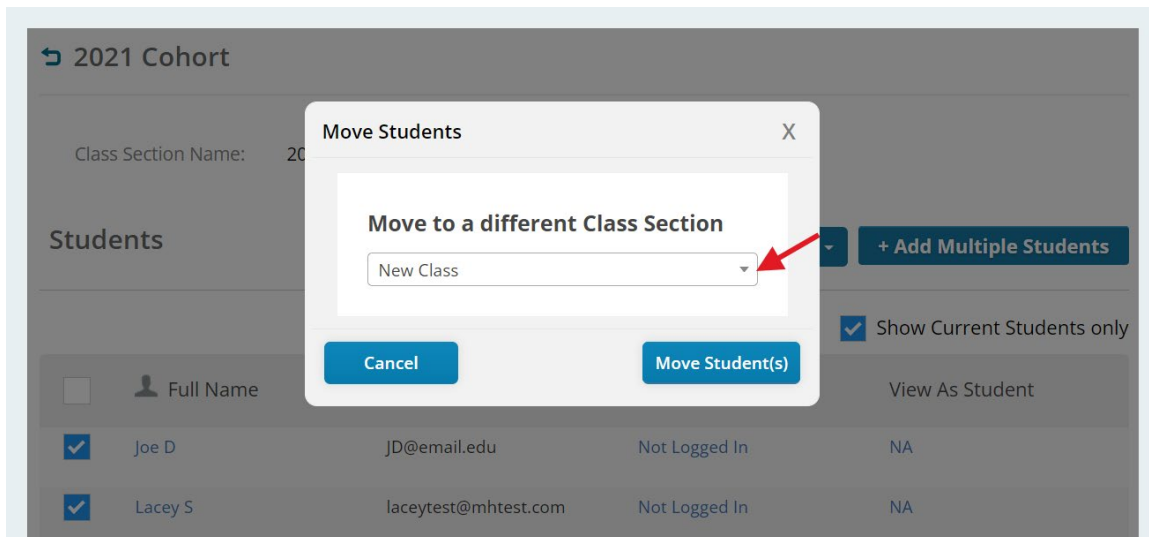 2021 Cohort
Move Students
X
Class Section Name: 20
Move to a different Class Section
Students
+ Add Multiple Students
New Class
Show Current Students only
Cancel
Move Student(s)
Full Name
View As Student
Joe D JD@email.edu Not Logged In NA
Lacey S laceytest@mhtest.com Not Logged In NA